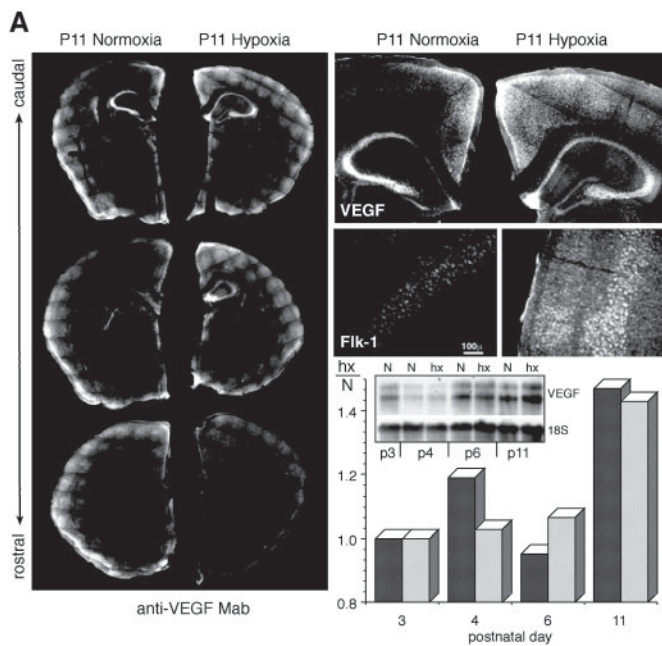 A
P11 Normoxia P11 Hypoxia
caudal
rostral
anti-VEGF Mab
P11 Normoxia P11 Hypoxia
VEGF
Flk-1
100µ
hx
N
N N hx N hx N hx
VEGF
18S
p3 p4 p6 p11
1.4
1.2
1.0
0.8
3 4 6 11
postnatal day